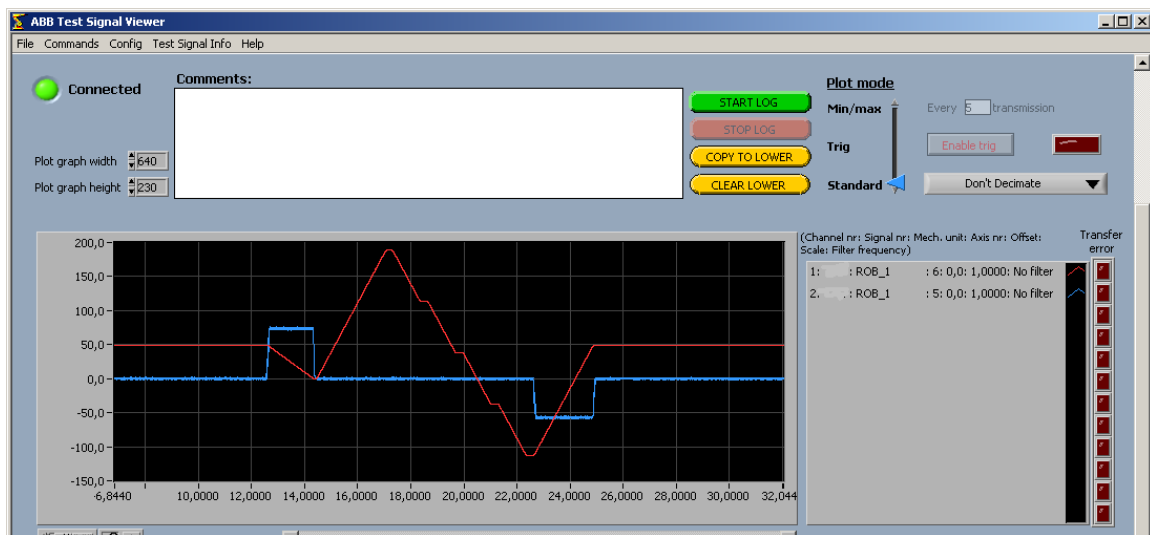 ABB Test Signal Viewer
File Commands Config Test Signal Info Help
Connected
Comments:
Plot graph width 640
Plot graph height 230
START LOG
STOP LOG
COPY TO LOWER
CLEAR LOWER
Plot mode
Min/max
Trig
Standard
Every 5 transmission
Enable trig
Don't Decimate
(Channel nr: Signal nr: Mech. unit: Axis nr: Offset:
Scale: Filter frequency)
Transfer
error
1: : ROB_1 : 6: 0,0: 1,0000: No filter
2. : ROB_1 : 5: 0,0: 1,0000: No filter
200,0
150,0
100,0
50,0
0,0
-50,0
-100,0
-150,0
-6,8440 10,0000 12,0000 14,0000 16,0000 18,0000 20,0000 22,0000 24,0000 26,0000 28,0000 30,0000 32,044